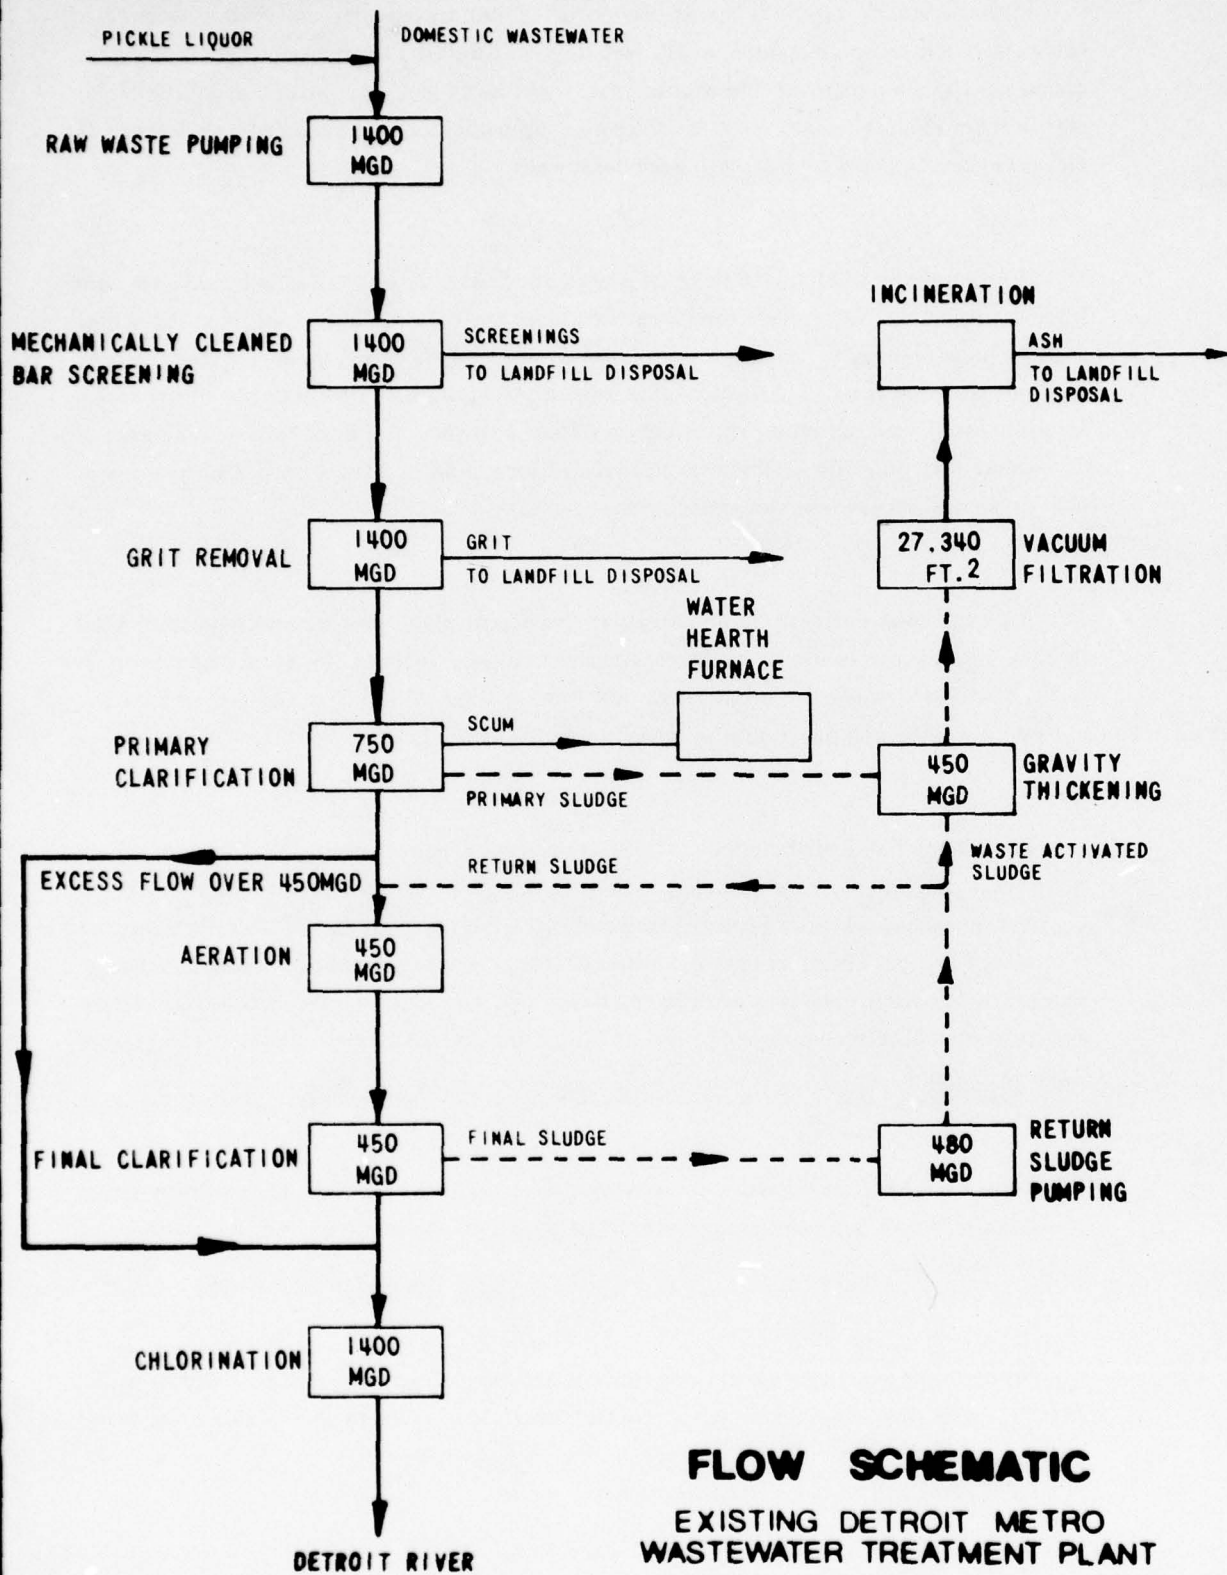 PICKLE LIQUOR
DOMESTIC WASTEWATER
RAW WASTE PUMPING
1400
MGD
INCINERATION
MECHANICALLY CLEANED
BAR SCREENING
1400
MGD
SCREENINGS
TO LANDFILL DISPOSAL
ASH
TO LANDFILL
DISPOSAL
GRIT REMOVAL
1400
MGD
GRIT
TO LANDFILL DISPOSAL
27.340
FT.2
VACUUM
FILTRATION
WATER
HEARTH
FURNACE
PRIMARY
CLARIFICATION
750
MGD
SCUM
PRIMARY SLUDGE
450
MGD
GRAVITY
THICKENING
EXCESS FLOW OVER 450MGD
RETURN SLUDGE
WASTE ACTIVATED
SLUDGE
AERATION
450
MGD
FINAL CLARIFICATION
450
MGD
FINAL SLUDGE
480
MGD
RETURN
SLUDGE
PUMPING
CHLORINATION
1400
MGD
DETROIT RIVER
FLOW SCHEMATIC
EXISTING DETROIT METRO
WASTEWATER TREATMENT PLANT